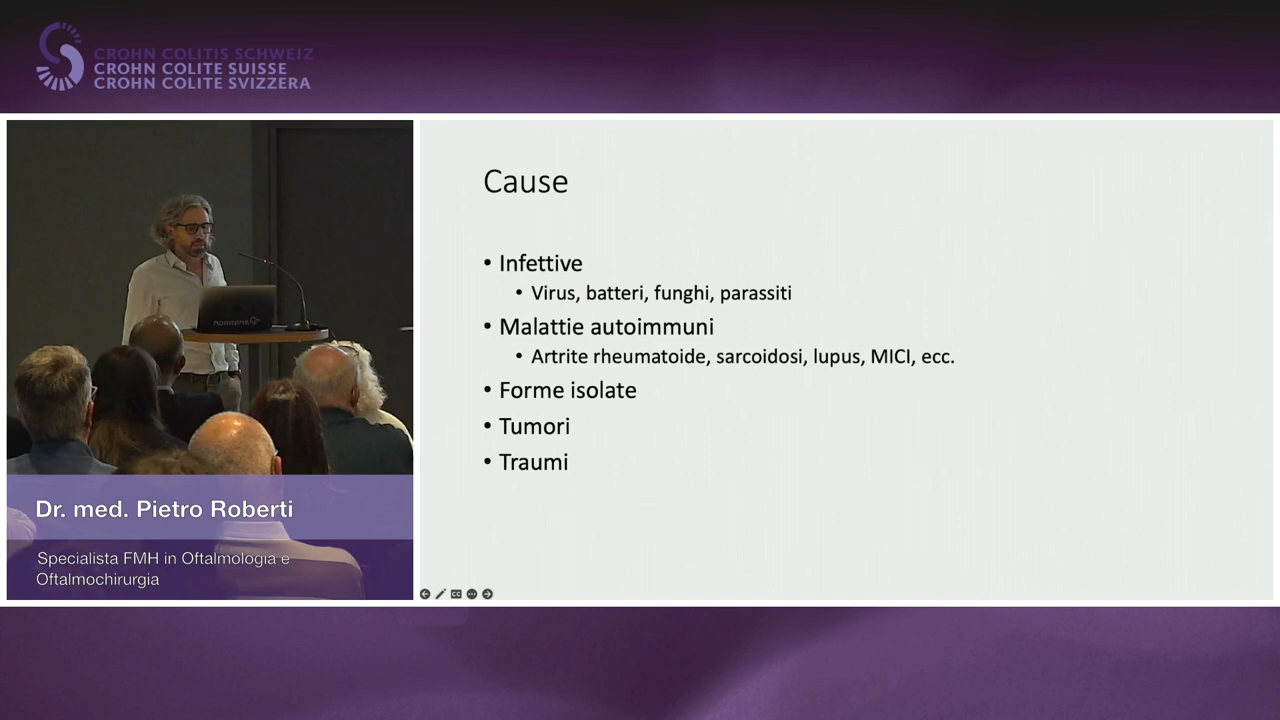 CROHN COLITIS SCHWEIZ
CROHN COLITE SUISSE
CROHN COLITE SVIZZERA
Cause
• Infettive
• Virus, batteri, funghi, parassiti
• Malattie autoimmuni
• Artrite rheumatoide, sarcoidosi, lupus, MICI, ecc.
• Forme isolate
• Tumori
• Traumi
Dr. med. Pietro Roberti
Specialista FMH in Oftalmologia e
Oftalmochirurgia
CC